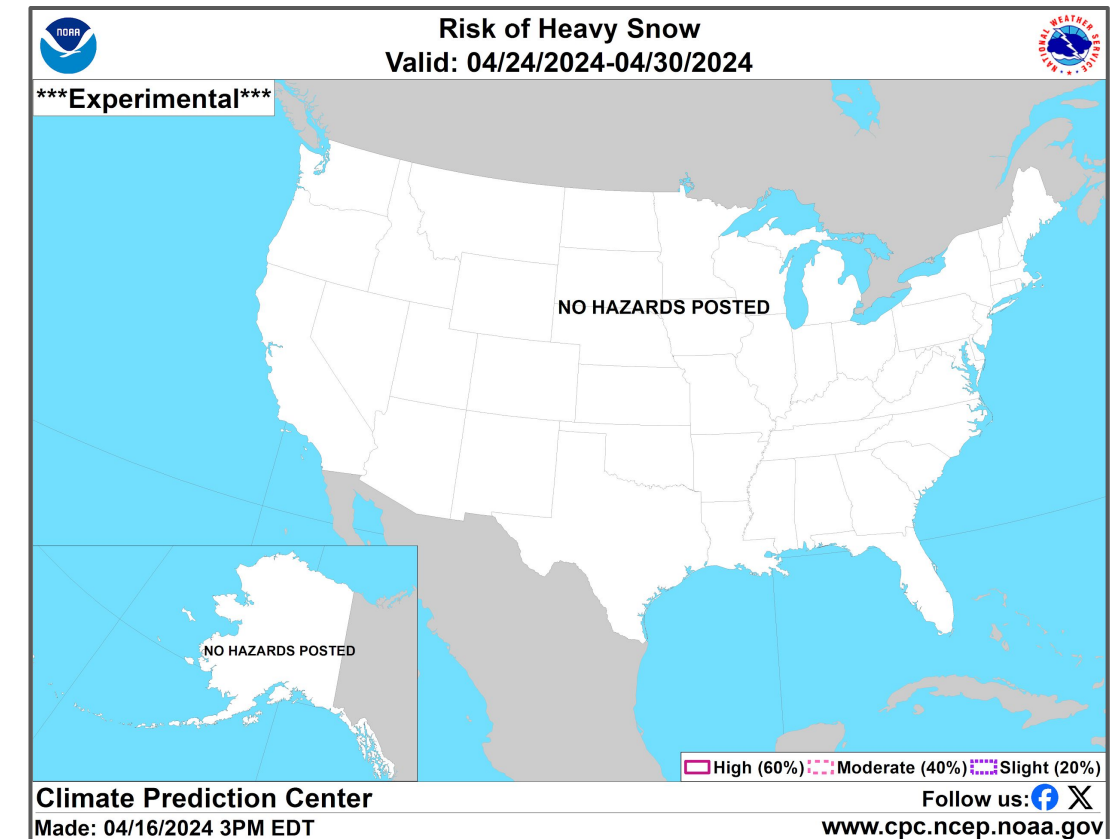 NOAA
Risk of Heavy Snow
Valid: 04/24/2024-04/30/2024
NATIONAL WEATHER SERVICE
***Experimental***
NO HAZARDS POSTED
NO HAZARDS POSTED
High (60%) Moderate (40%) Slight (20%)
Climate Prediction Center
Follow us:
Made: 04/16/2024 3PM EDT
www.cpc.ncep.noaa.gov